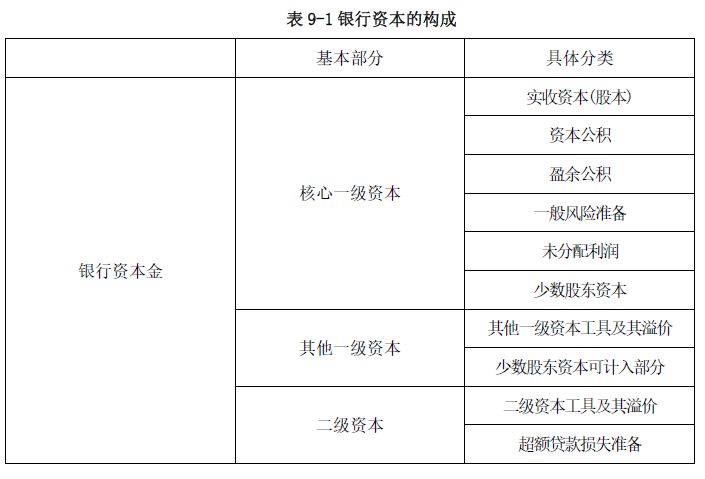 表 9-1 银行资本的构成
基本部分
具体分类
银行资本金
核心一级资本
实收资本(股本)
资本公积
盈余公积
一般风险准备
未分配利润
少数股东资本
其他一级资本
其他一级资本工具及其溢价
少数股东资本可计入部分
二级资本
二级资本工具及其溢价
超额贷款损失准备